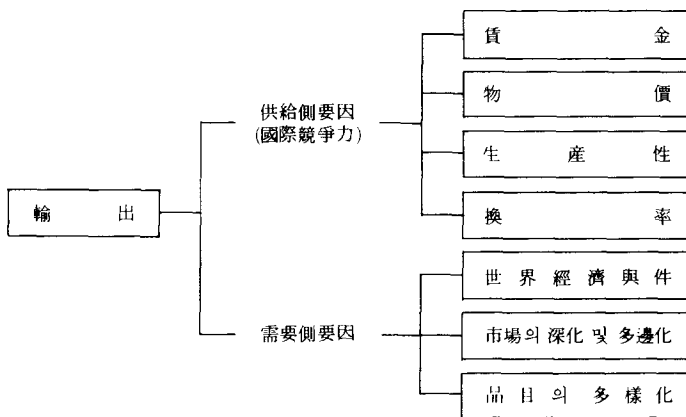 賃金
物價
供給側要因
(國際競爭力)
生産性
輸出
換率
世界經濟與件
需要側要因
市場의 深化 및 多邊化
品目의 多樣化